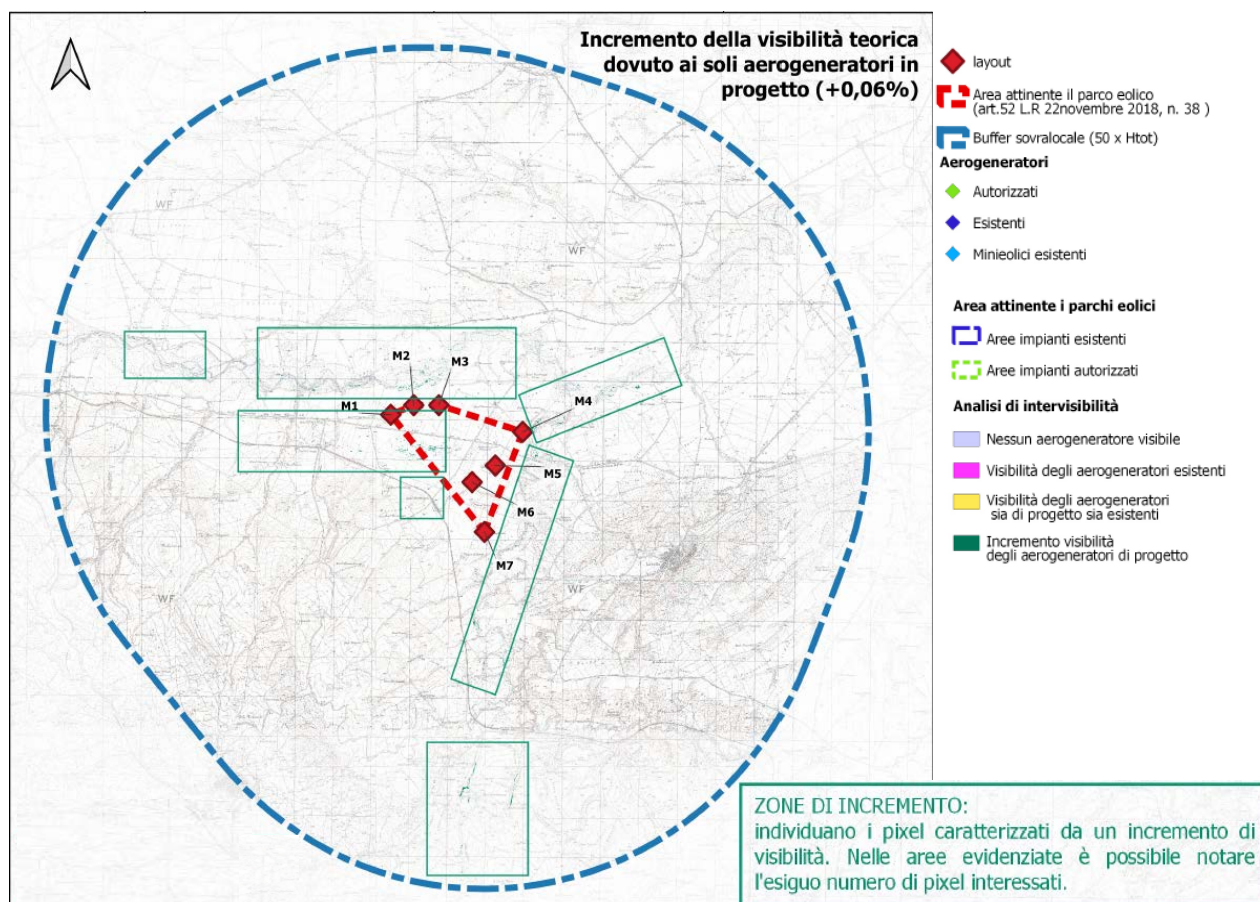 Incremento della visibilità teorica
dovuto ai soli aerogeneratori in
progetto (+0,06%)
layout
Area attinente il parco eolico
(art.52 L.R 22novembre 2018, n. 38 )
Buffer sovralocale (50 x Htot)
Aerogeneratori
Autorizzati
Esistenti
Minieolici esistenti
Area attinente i parchi eolici
Aree impianti esistenti
Aree impianti autorizzati
Analisi di intervisibilità
Nessun aerogeneratore visibile
Visibilità degli aerogeneratori esistenti
Visibilità degli aerogeneratori
sia di progetto sia esistenti
Incremento visibilità
degli aerogeneratori di progetto
WF
WF
M2
M3
M1
M4
M5
M6
M7
WF
ZONE DI INCREMENTO:
individuano i pixel caratterizzati da un incremento di
visibilità. Nelle aree evidenziate è possibile notare
l'esiguo numero di pixel interessati.